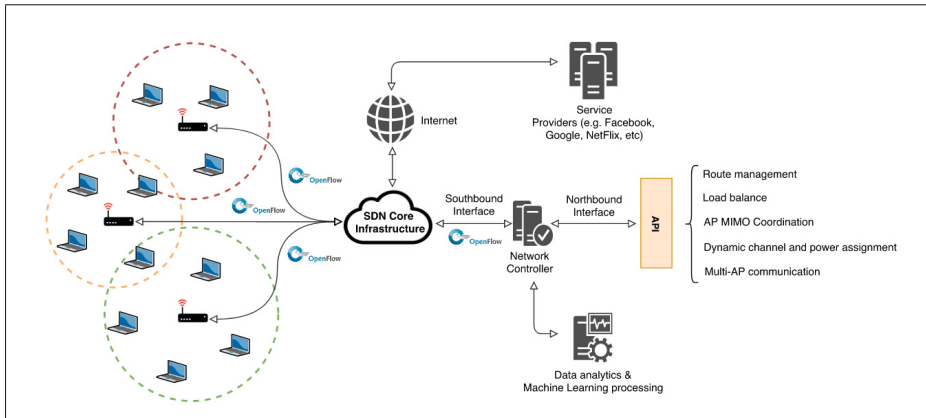 Service
Providers (e.g. Facebook,
Google, NetFlix, etc)
Internet
OpenFlow
OpenFlow
OpenFlow
SDN Core
Infrastructure
Southbound
Interface
OpenFlow
Network
Controller
Northbound
Interface
API
Route management
Load balance
AP MIMO Coordination
Dynamic channel and power assignment
Multi-AP communication
Data analytics &
Machine Learning processing